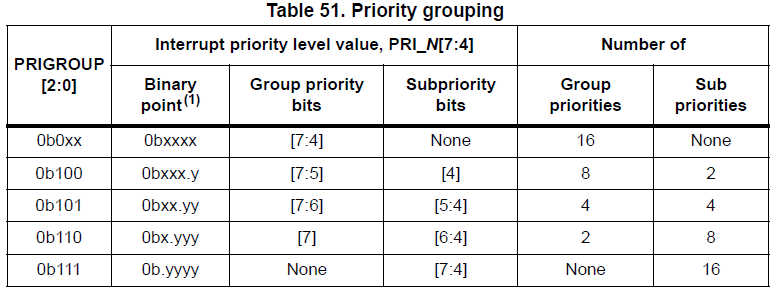 Table 51. Priority grouping
PRIGROUP [2:0] Interrupt priority level value, PRI_N[7:4] Number of
Binary point(1) Group priority bits Subpriority bits Group priorities Sub priorities
0b0xx 0bxxxx [7:4] None 16 None
0b100 0bxxx.y [7:5] [4] 8 2
0b101 0bxx.yy [7:6] [5:4] 4 4
0b110 0bx.yyy [7] [6:4] 2 8
0b111 0b.yyyy None [7:4] None 16